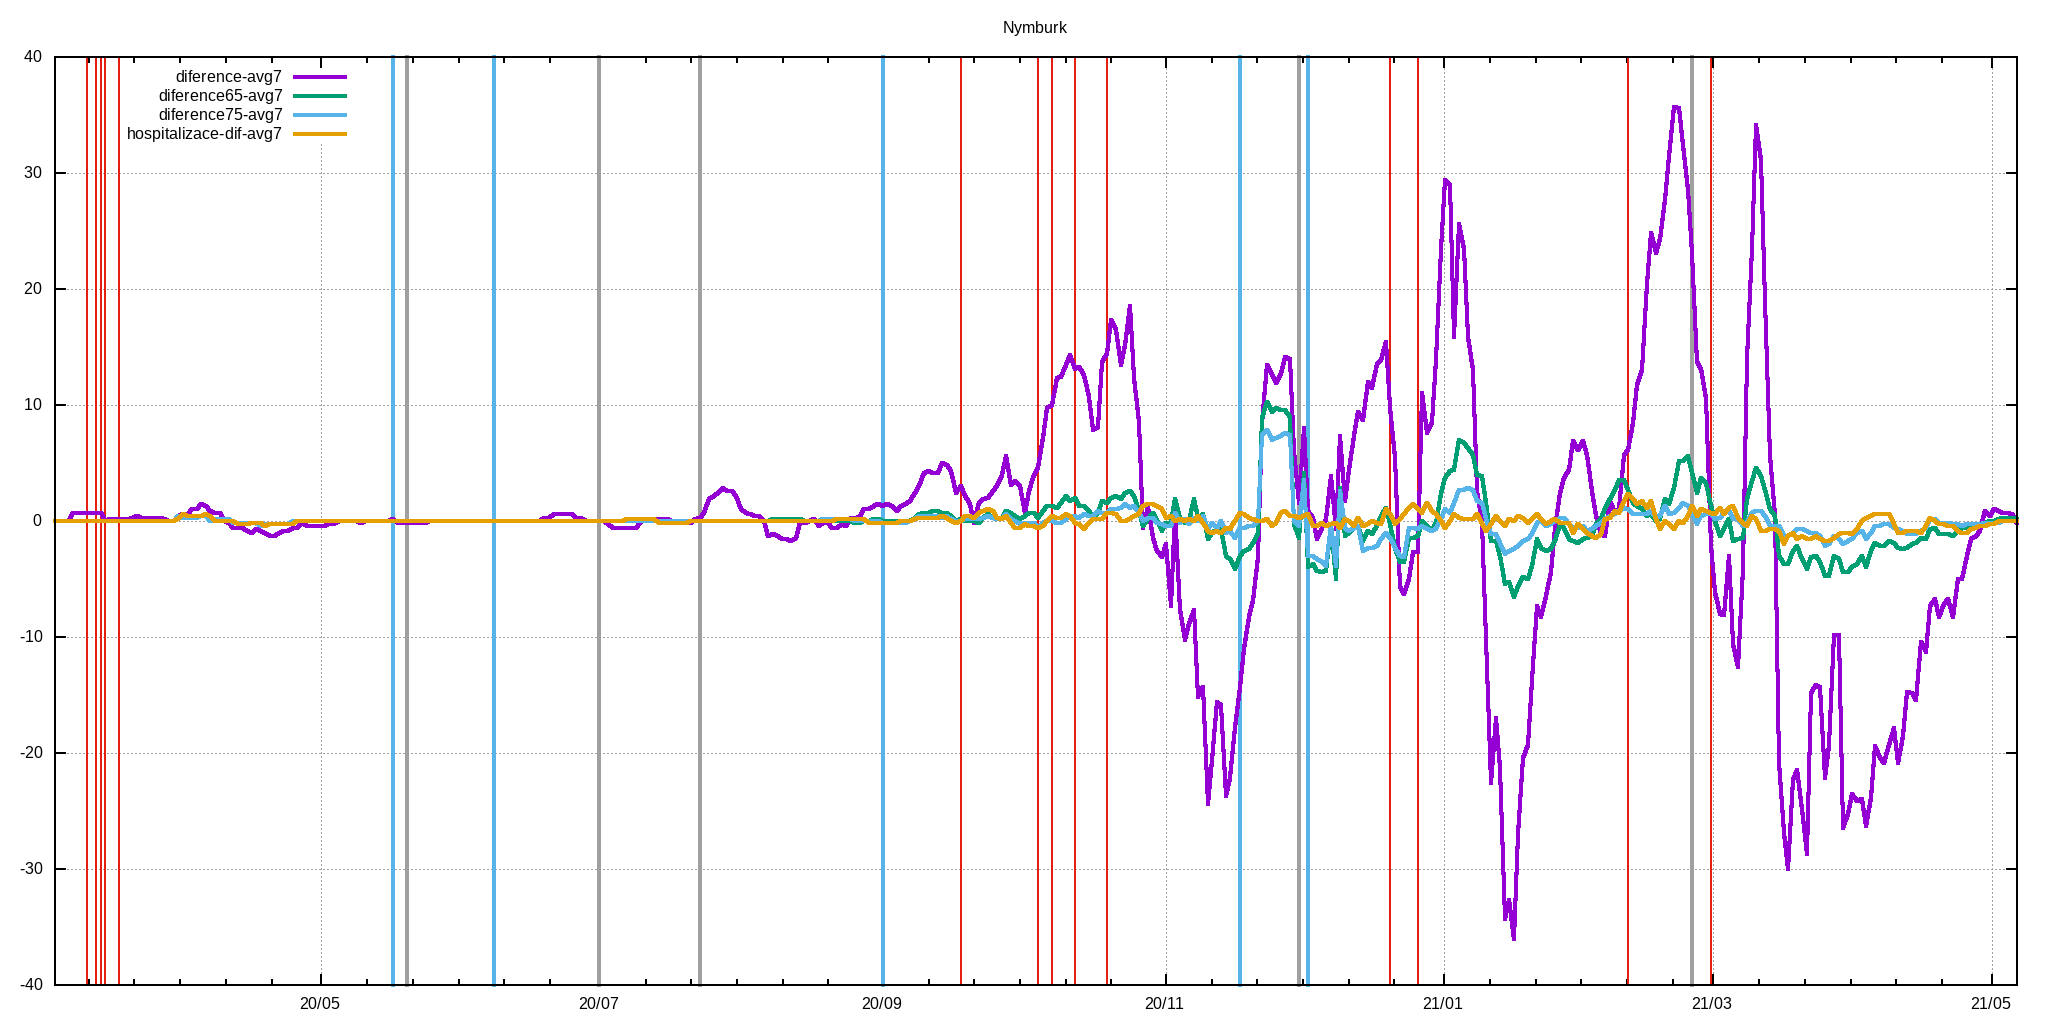 Nymburk
diference-avg7
diference65-avg7
diference75-avg7
hospitalizace-dif-avg7
40
30
20
10
0
-10
-20
-30
-40
20/05 20/07 20/09 20/11 21/01 21/03 21/05